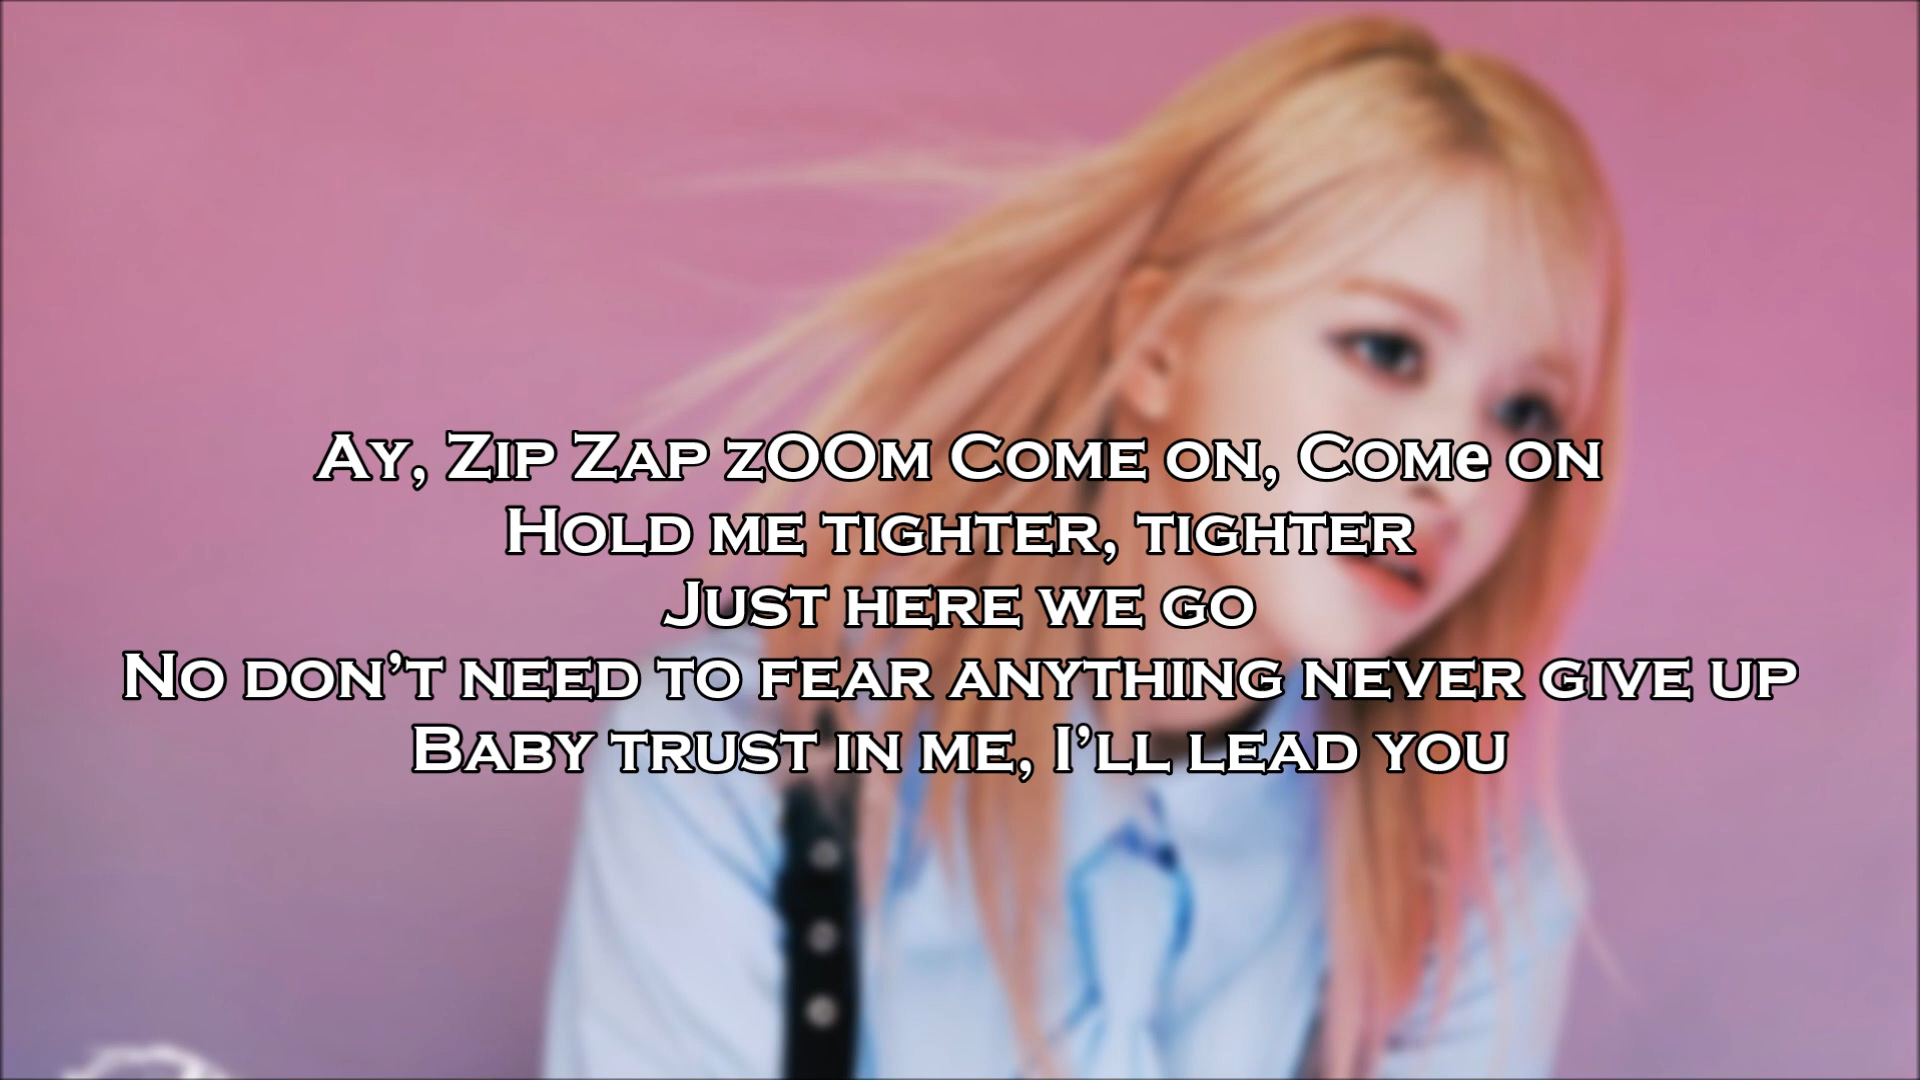 Ay, Zip Zap zOOm Come on, Come on
Hold me tighter, tighter
Just here we go
No don’t need to fear anything never give up
Baby trust in me, I’ll lead you